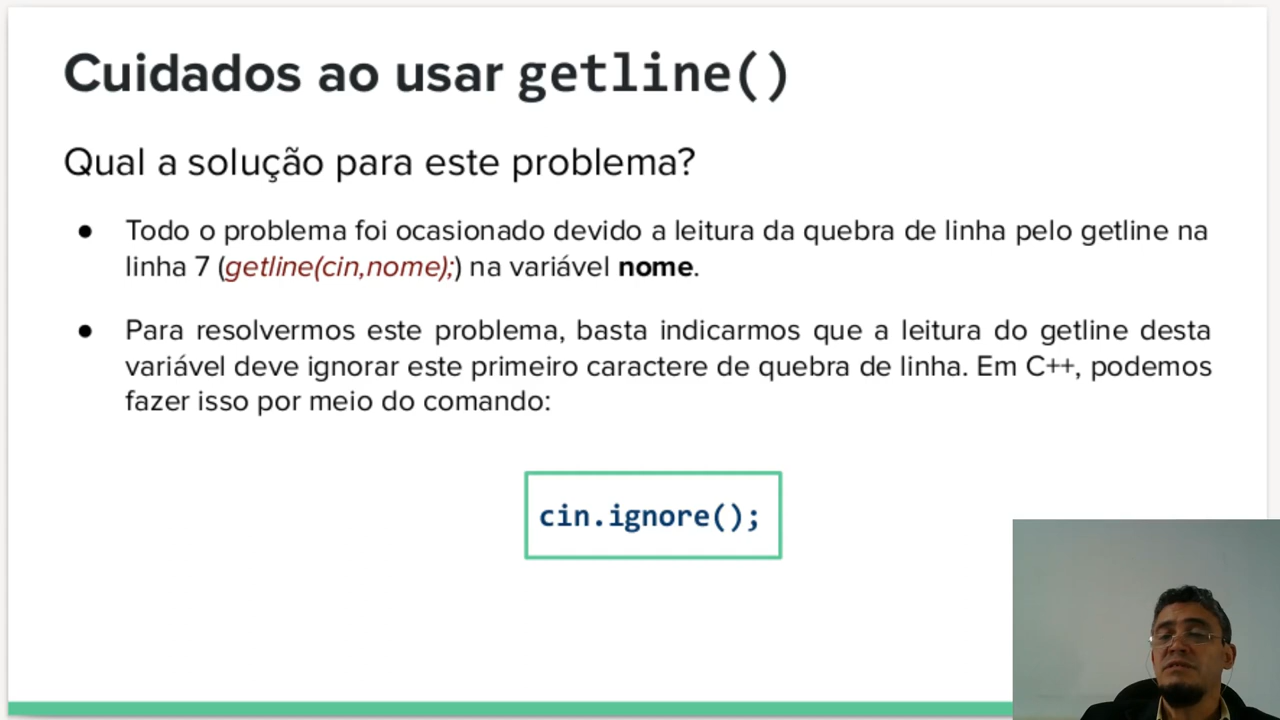 Cuidados ao usar getline()
Qual a solução para este problema?
● Todo o problema foi ocasionado devido a leitura da quebra de linha pelo getline na
linha 7 (getline(cin,nome);) na variável nome.
● Para resolvermos este problema, basta indicarmos que a leitura do getline desta
variável deve ignorar este primeiro caractere de quebra de linha. Em C++, podemos
fazer isso por meio do comando:
cin.ignore();